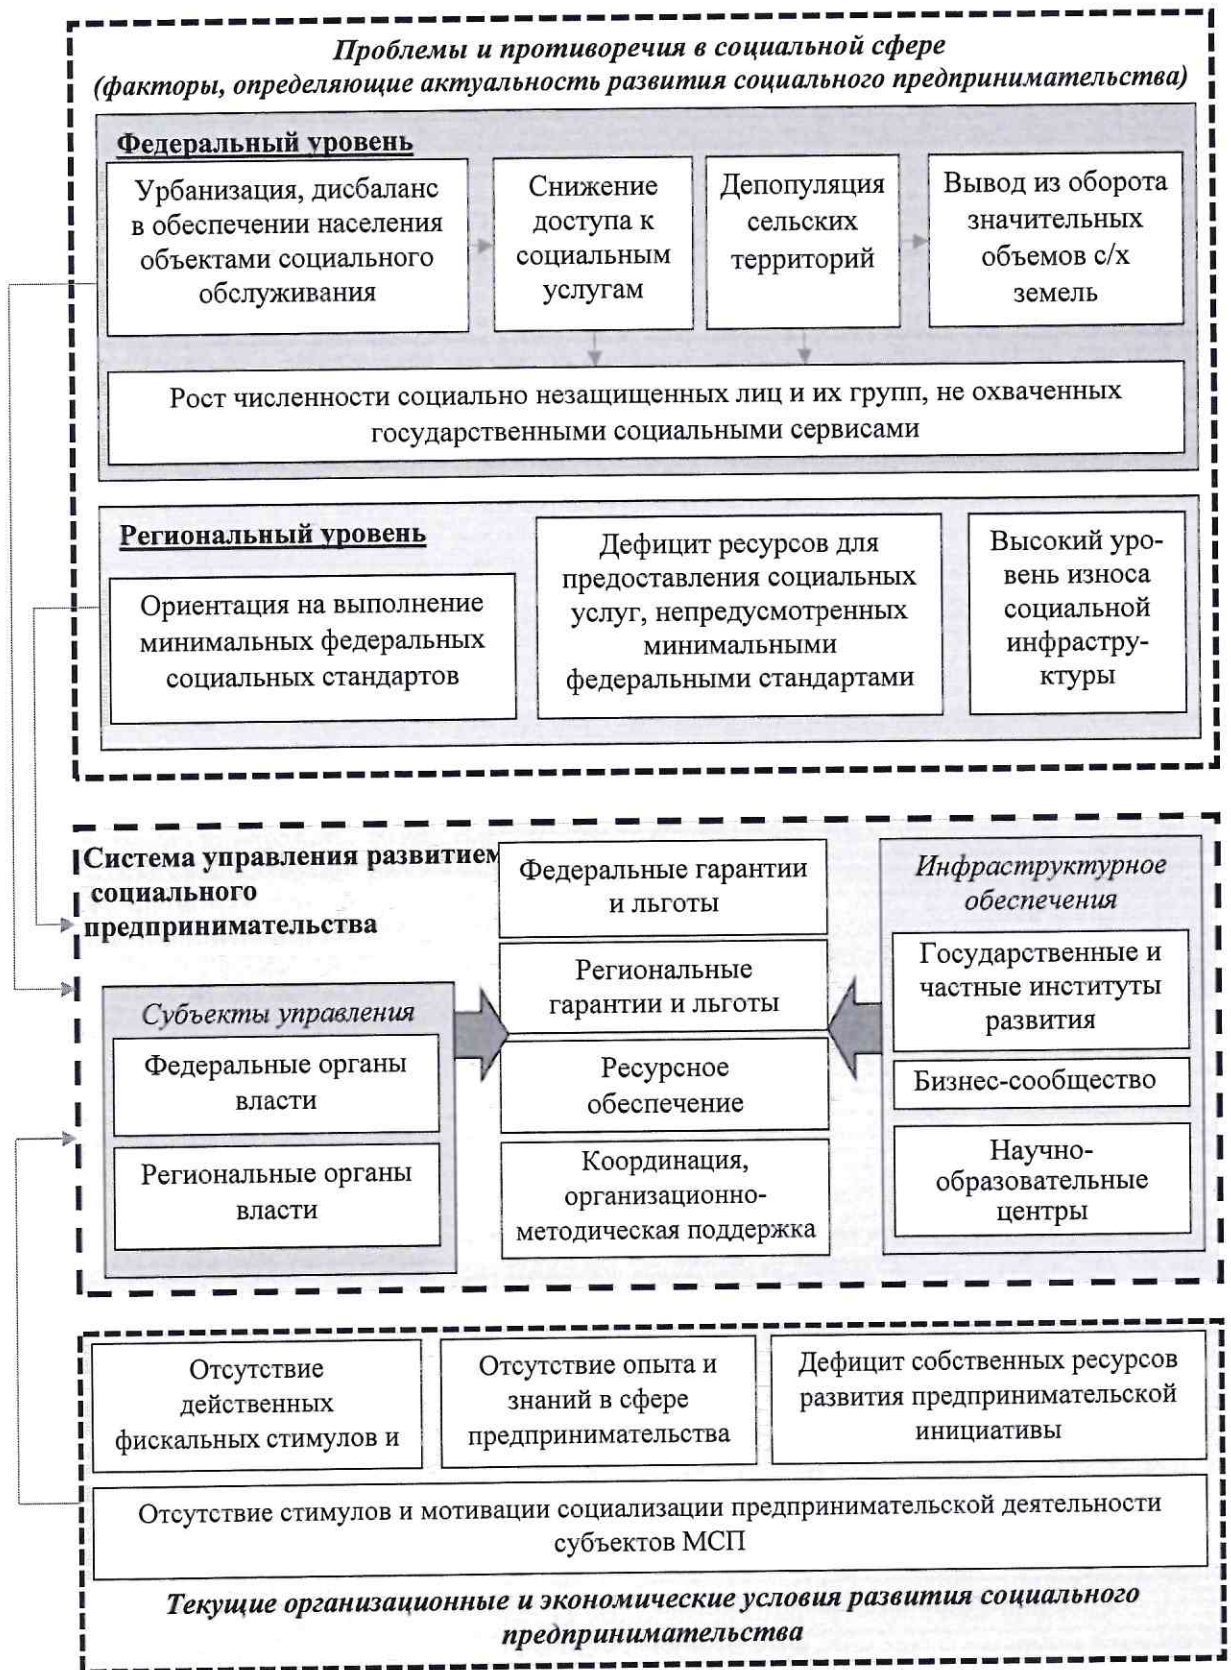 Проблемы и противоречия в социальной сфере
(факторы, определяющие актуальность развития социального предпринимательства)
Федеральный уровень
Урбанизация, дисбаланс
в обеспечении населения
объектами социального
обслуживания
Снижение
доступа к
социальным
услугам
Депопуляция
сельских
территорий
Вывод из оборота
значительных
объемов с/х
земель
Рост численности социально незащищенных лиц и их групп, не охваченных
государственными социальными сервисами
Региональный уровень
Ориентация на выполнение
минимальных федеральных
социальных стандартов
Дефицит ресурсов для
предоставления социальных
услуг, непредусмотренных
минимальными
федеральными стандартами
Высокий уро-
вень износа
социальной
инфрастру-
ктуры
Система управления развитием
социального
предпринимательства
Субъекты управления
Федеральные органы
власти
Региональные органы
власти
Федеральные гарантии
и льготы
Региональные
гарантии и льготы
Ресурсное
обеспечение
Координация,
организационно-
методическая поддержка
Инфраструктурное
обеспечения
Государственные и
частные институты
развития
Бизнес-сообщество
Научно-
образовательные
центры
Отсутствие
действенных
фискальных стимулов и
Отсутствие опыта и
знаний в сфере
предпринимательства
Дефицит собственных ресурсов
развития предпринимательской
инициативы
Отсутствие стимулов и мотивации социализации предпринимательской деятельности
субъектов МСП
Текущие организационные и экономические условия развития социального
предпринимательства